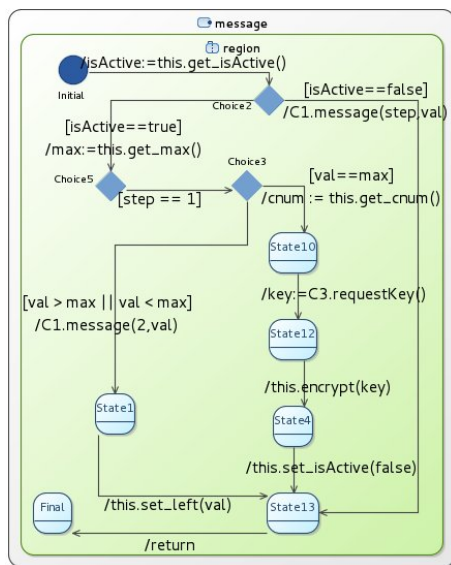 message
region
/isActive:=this.get_isActive()
Initial
[isActive==false]
Choice2
/C1.message(step,val)
[isActive==true]
/max:=this.get_max()
Choice3
Choice5
[val==max]
[step == 1]
/cnum := this.get_cnum()
State10
[val > max || val < max]
/key:=C3.requestKey()
/C1.message(2,val)
State12
/this.encrypt(key)
State1
State4
/this.set_isActive(false)
Final
/this.set_left(val)
State13
/return